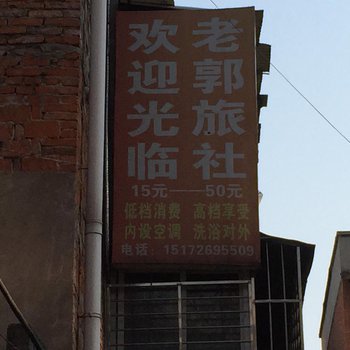 老郭旅社
欢迎光临
15元——50元
低档消费 高档享受
内设空调 洗浴对外
电话:15172695509